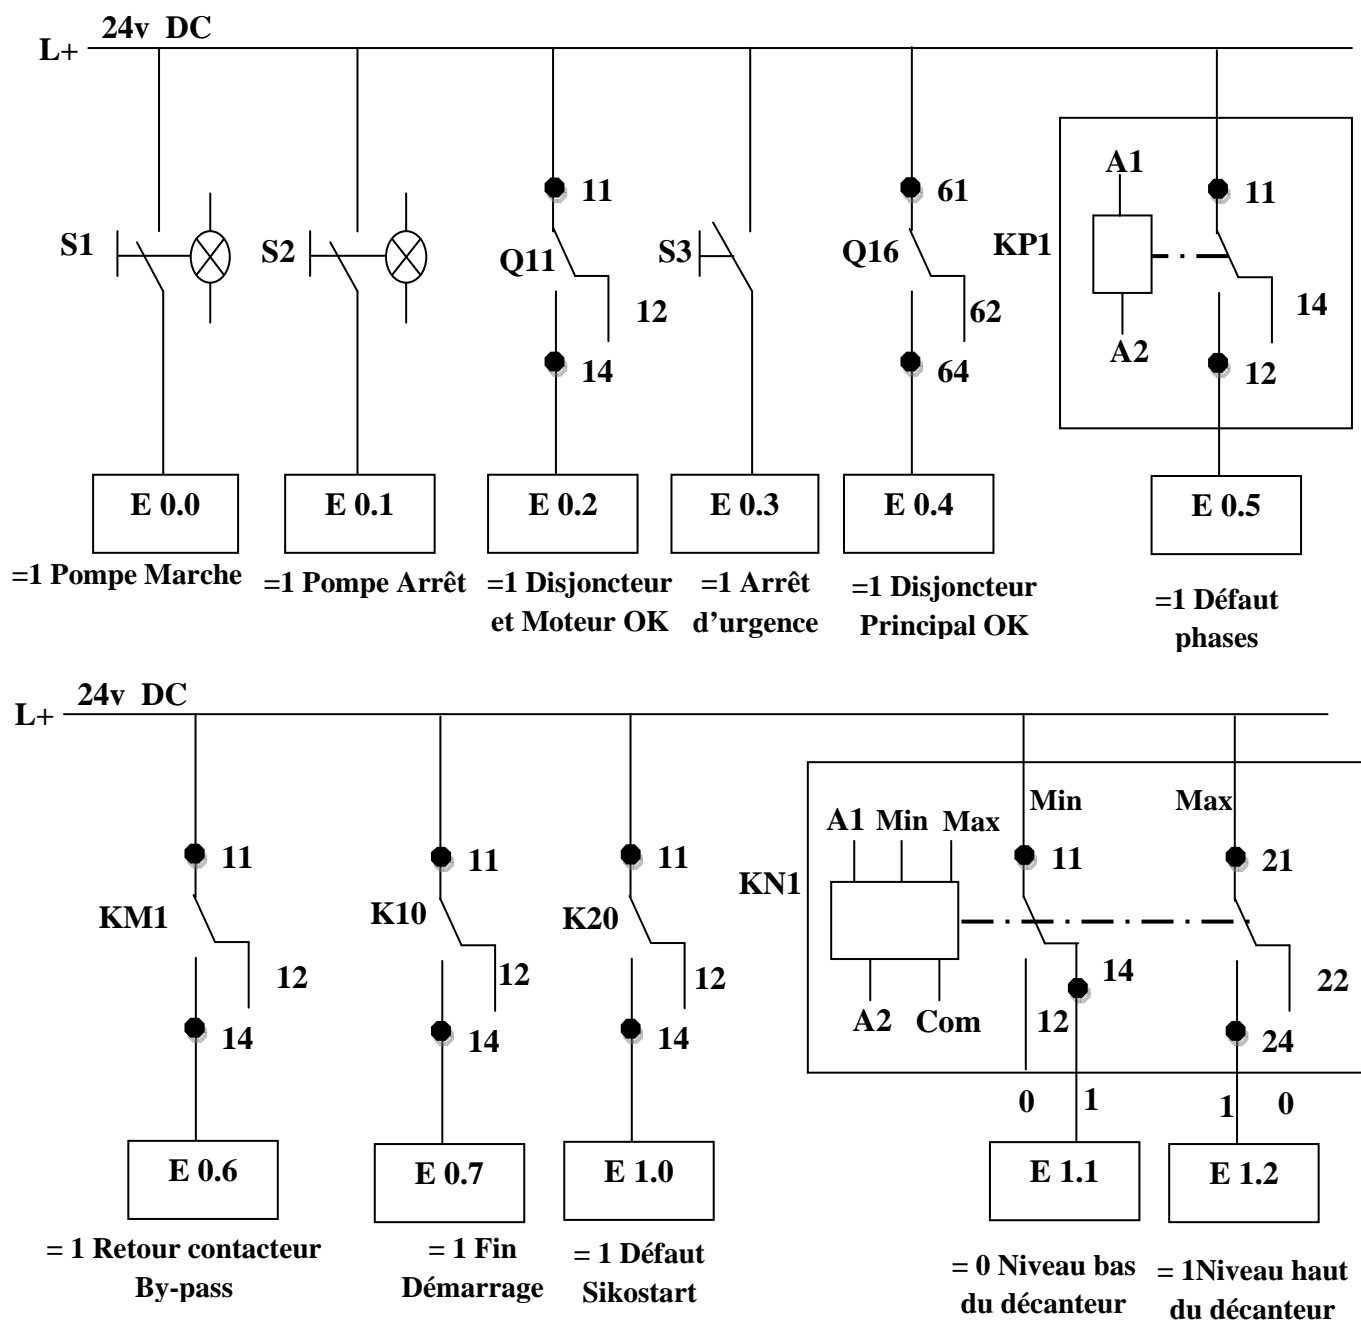 24v DC
L+
S1
S2
11
Q11
12
14
S3
61
Q16
62
64
A1
KP1
A2
11
14
12
E 0.0
E 0.1
E 0.2
E 0.3
E 0.4
E 0.5
=1 Pompe Marche
=1 Pompe Arrêt
=1 Disjoncteur
et Moteur OK
=1 Arrêt
d’urgence
=1 Disjoncteur
Principal OK
=1 Défaut
phases
24v DC
L+
11
KM1
12
14
11
K10
12
14
11
K20
12
14
Min
Max
A1 Min Max
KN1
A2 Com
11
14
12
21
22
24
0
1
1
0
E 0.6
E 0.7
E 1.0
E 1.1
E 1.2
= 1 Retour contacteur
By-pass
= 1 Fin
Démarrage
= 1 Défaut
Sikostart
= 0 Niveau bas
du décanteur
= 1Niveau haut
du décanteur